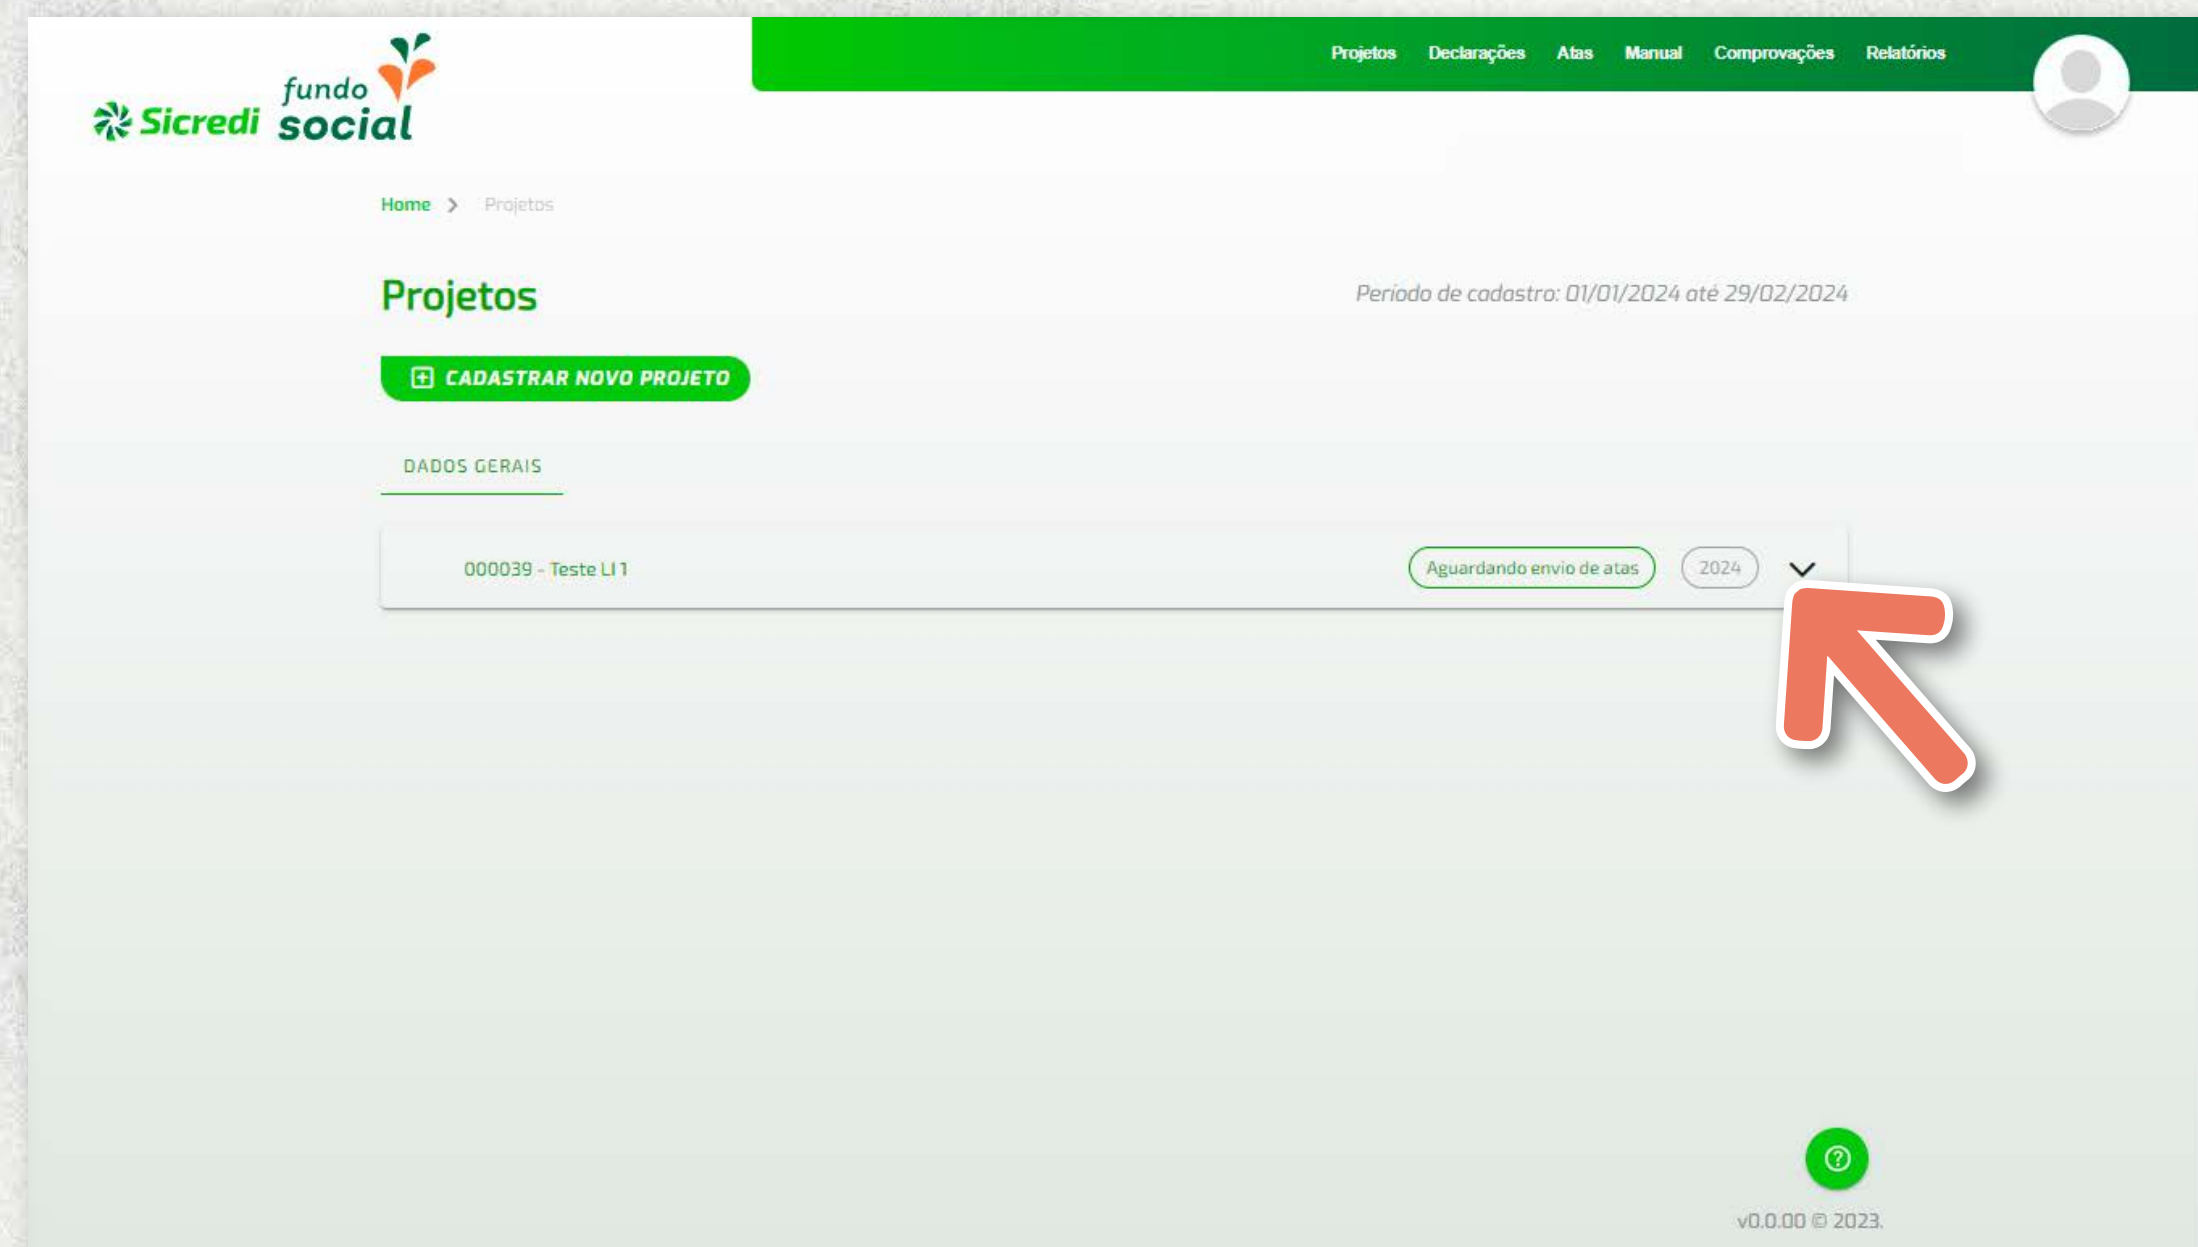 Projetos Declarações Atas Manual Comprovações Relatórios
Sicredi fundo social
Home > Projetos
Projetos
Período de cadastro: 01/01/2024 até 29/02/2024
CADASTRAR NOVO PROJETO
DADOS GERAIS
000039 - Teste LI 1
Aguardando envio de atas
2024
v0.0.00 © 2023.